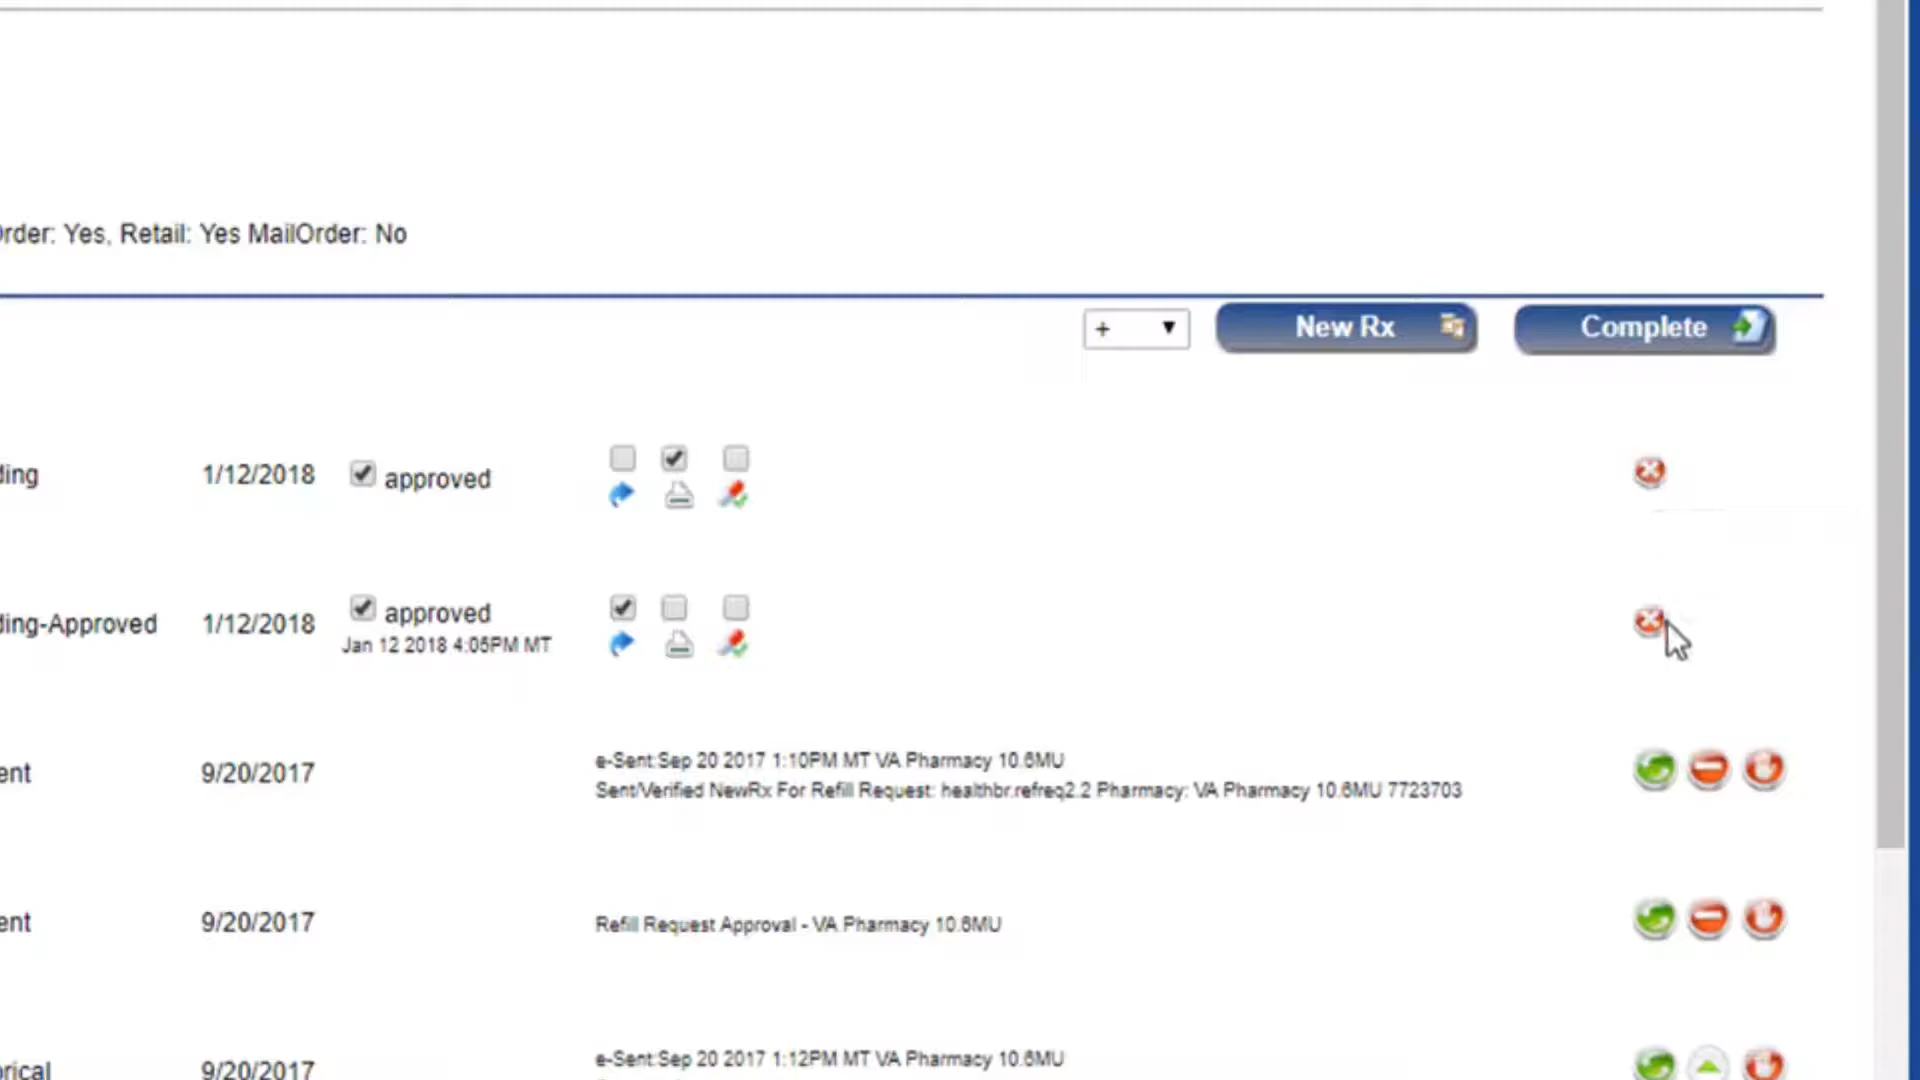 order: Yes, Retail: Yes MailOrder: No
+ New Rx Complete
ding 1/12/2018 approved
ding-Approved 1/12/2018 approved
Jan 12 2018 4:05PM MT
ent 9/20/2017 e-Sent:Sep 20 2017 1:10PM MT VA Pharmacy 10.6MU
Sent/Verified NewRx For Refill Request: healthbr.refreq2.2 Pharmacy: VA Pharmacy 10.6MU 7723703
ent 9/20/2017 Refill Request Approval - VA Pharmacy 10.6MU
orical 9/20/2017 e-Sent:Sep 20 2017 1:12PM MT VA Pharmacy 10.6MU